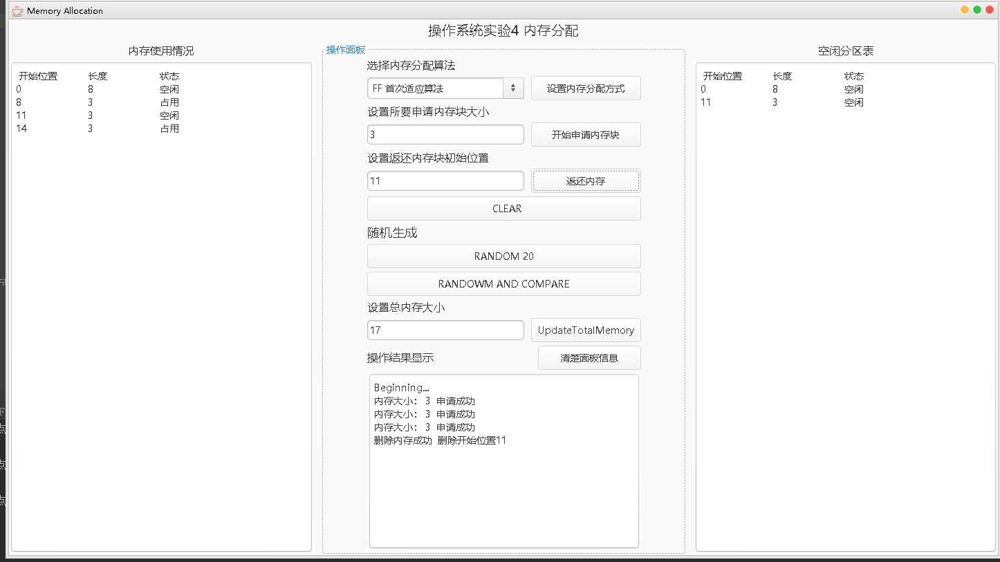 Memory Allocation
操作系统实验4 内存分配
内存使用情况
开始位置 长度 状态
0 8 空闲
8 3 占用
11 3 空闲
14 3 占用
操作面板
选择内存分配算法
FF 首次适应算法 设置内存分配方式
设置所要申请内存块大小
3 开始申请内存块
设置返还内存块初始位置
11 返还内存
CLEAR
随机生成
RANDOM 20
RANDOWM AND COMPARE
设置总内存大小
17 UpdateTotalMemory
操作结果显示 清楚面板信息
Beginning...
内存大小: 3 申请成功
内存大小: 3 申请成功
内存大小: 3 申请成功
删除内存成功 删除开始位置11
空闲分区表
开始位置 长度 状态
0 8 空闲
11 3 空闲